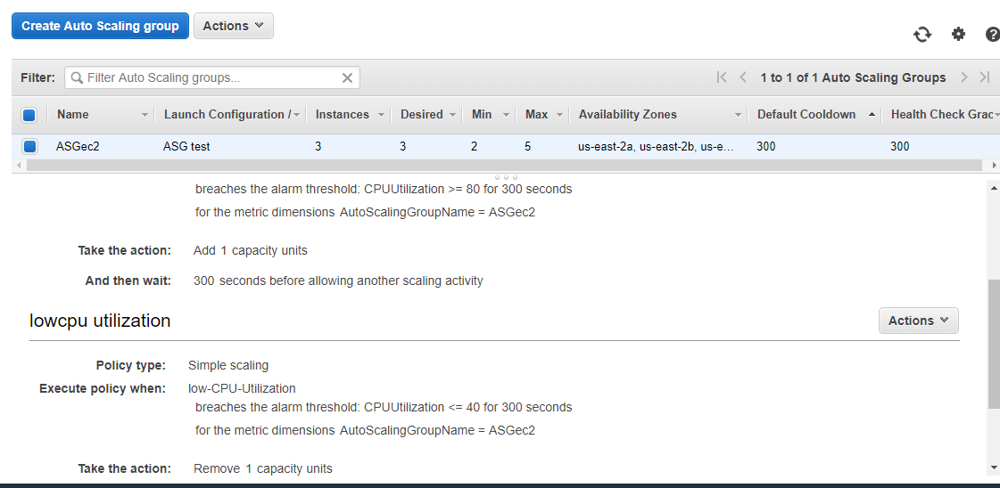 Create Auto Scaling group Actions
Filter: Filter Auto Scaling groups... 1 to 1 of 1 Auto Scaling Groups
Name Launch Configuration / Instances Desired Min Max Availability Zones Default Cooldown Health Check Grac
ASGec2 ASG test 3 3 2 5 us-east-2a, us-east-2b, us-e... 300 300
breaches the alarm threshold: CPUUtilization >= 80 for 300 seconds
for the metric dimensions AutoScalingGroupName = ASGec2
Take the action: Add 1 capacity units
And then wait: 300 seconds before allowing another scaling activity
lowcpu utilization Actions
Policy type: Simple scaling
Execute policy when: low-CPU-Utilization
breaches the alarm threshold: CPUUtilization <= 40 for 300 seconds
for the metric dimensions AutoScalingGroupName = ASGec2
Take the action: Remove 1 capacity units